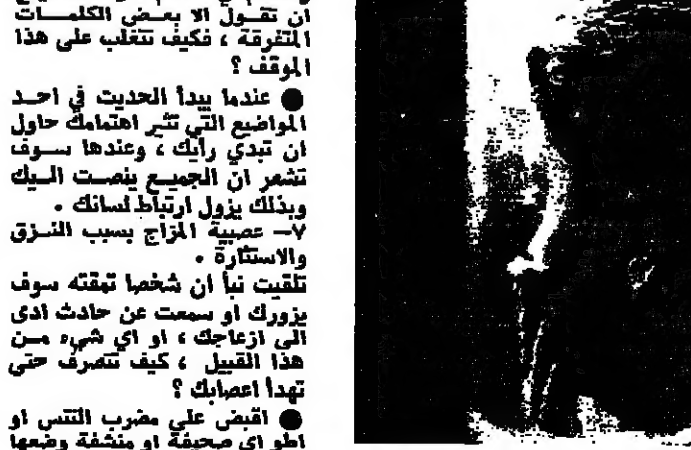 ان تقول الا بعض الكلمات
المتفرقة ، فكيف تتغلب على هذا
الموقف ؟
● عندما يبدأ الحديث في احد
المواضيع التي تثير اهتمامك حاول
ان تبدي رايك ، وعندها سوف
تشعر ان الجميع ينصت اليك
وبذلك يزول ارتباط لسانك .
٧- عصبية المزاج بسبب النزق
والاستثارة .
تلقيت نبأ ان شخصا تمقته سوف
يزورك او سمعت عن حادث ادى
الى ازعاجك ، او اي شيء من
هذا القبيل ، كيف تتصرف حتى
تهدا اعصابك ؟
● اقبض على مضرب التنس او
اطو اي صحيفة او منشفة وضعها